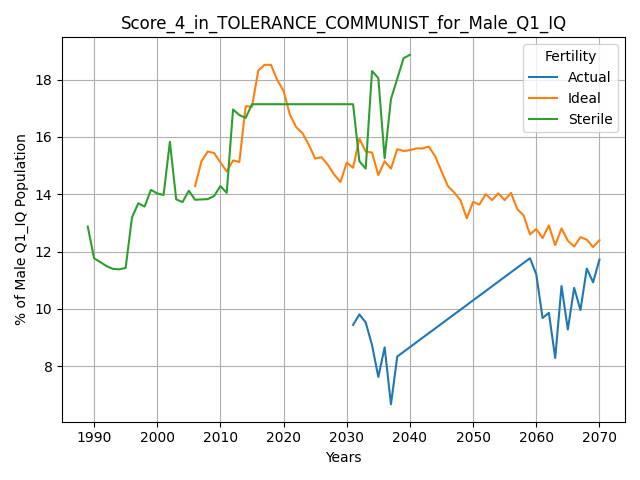 Score_4_in_TOLERANCE_COMMUNIST_for_Male_Q1_IQ
Fertility
Actual
Ideal
Sterile
% of Male Q1_IQ Population
18
16
14
12
10
8
1990 2000 2010 2020 2030 2040 2050 2060 2070
Years